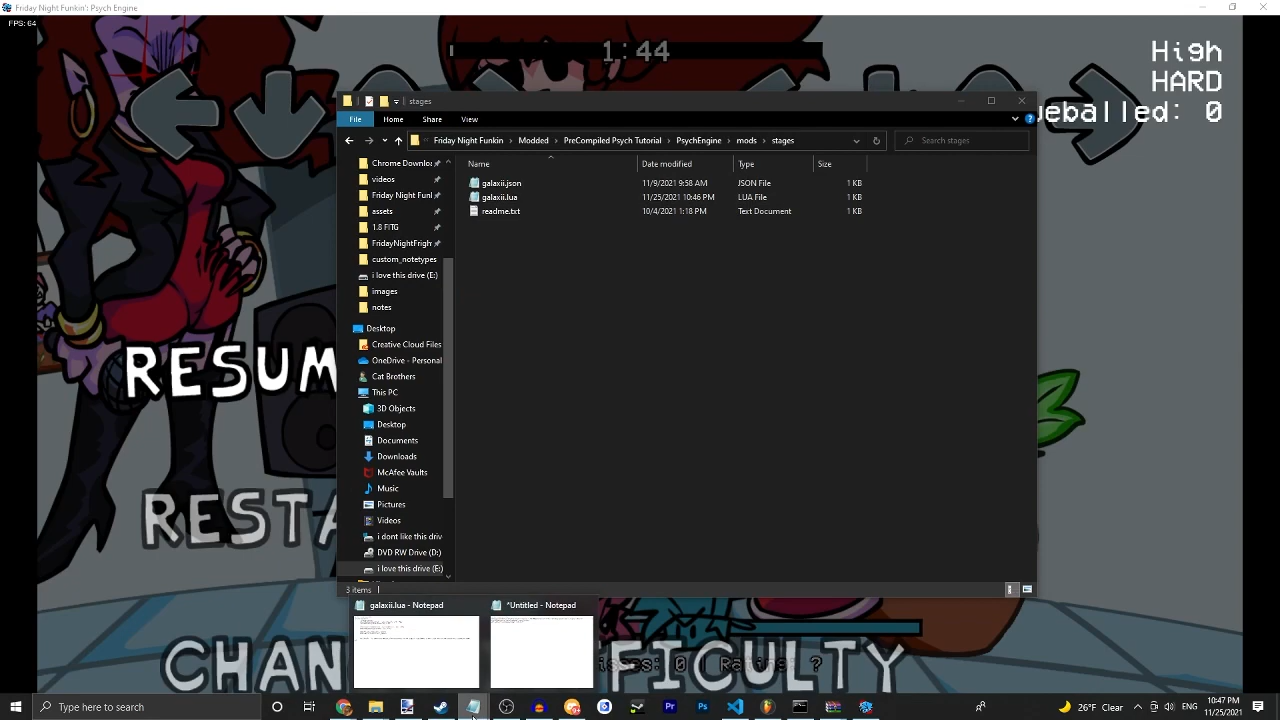 Friday Night Funkin': Psych Engine
FPS: 64
1:44
High
HARD
ueballed: 0
stages
File Home Share View
Friday Night Funkin > Modded > PreCompiled Psych Tutorial > PsychEngine > mods > stages
Search stages
Name Date modified Type Size
galaxii.json 11/9/2021 9:58 AM JSON File 1 KB
galaxii.lua 11/25/2021 10:46 PM LUA File 1 KB
readme.txt 10/4/2021 1:18 PM Text Document 1 KB
Chrome Downlo
videos
Friday Night Funl
assets
1.8 FITG
FridayNightFrigh
custom_notetypes
i love this drive (E:)
images
notes
Desktop
Creative Cloud Files
OneDrive - Personal
Cat Brothers
This PC
3D Objects
Desktop
Documents
Downloads
McAfee Vaults
Music
Pictures
Videos
i dont like this driv
DVD RW Drive (D:)
i love this drive (E:)
3 items
RESUM
RESTA
CHAN FFICULTY
isses: 0 | Rating: ?
galaxii.lua - Notepad
*Untitled - Notepad
Type here to search
26°F Clear
ENG
10:47 PM
11/25/2021